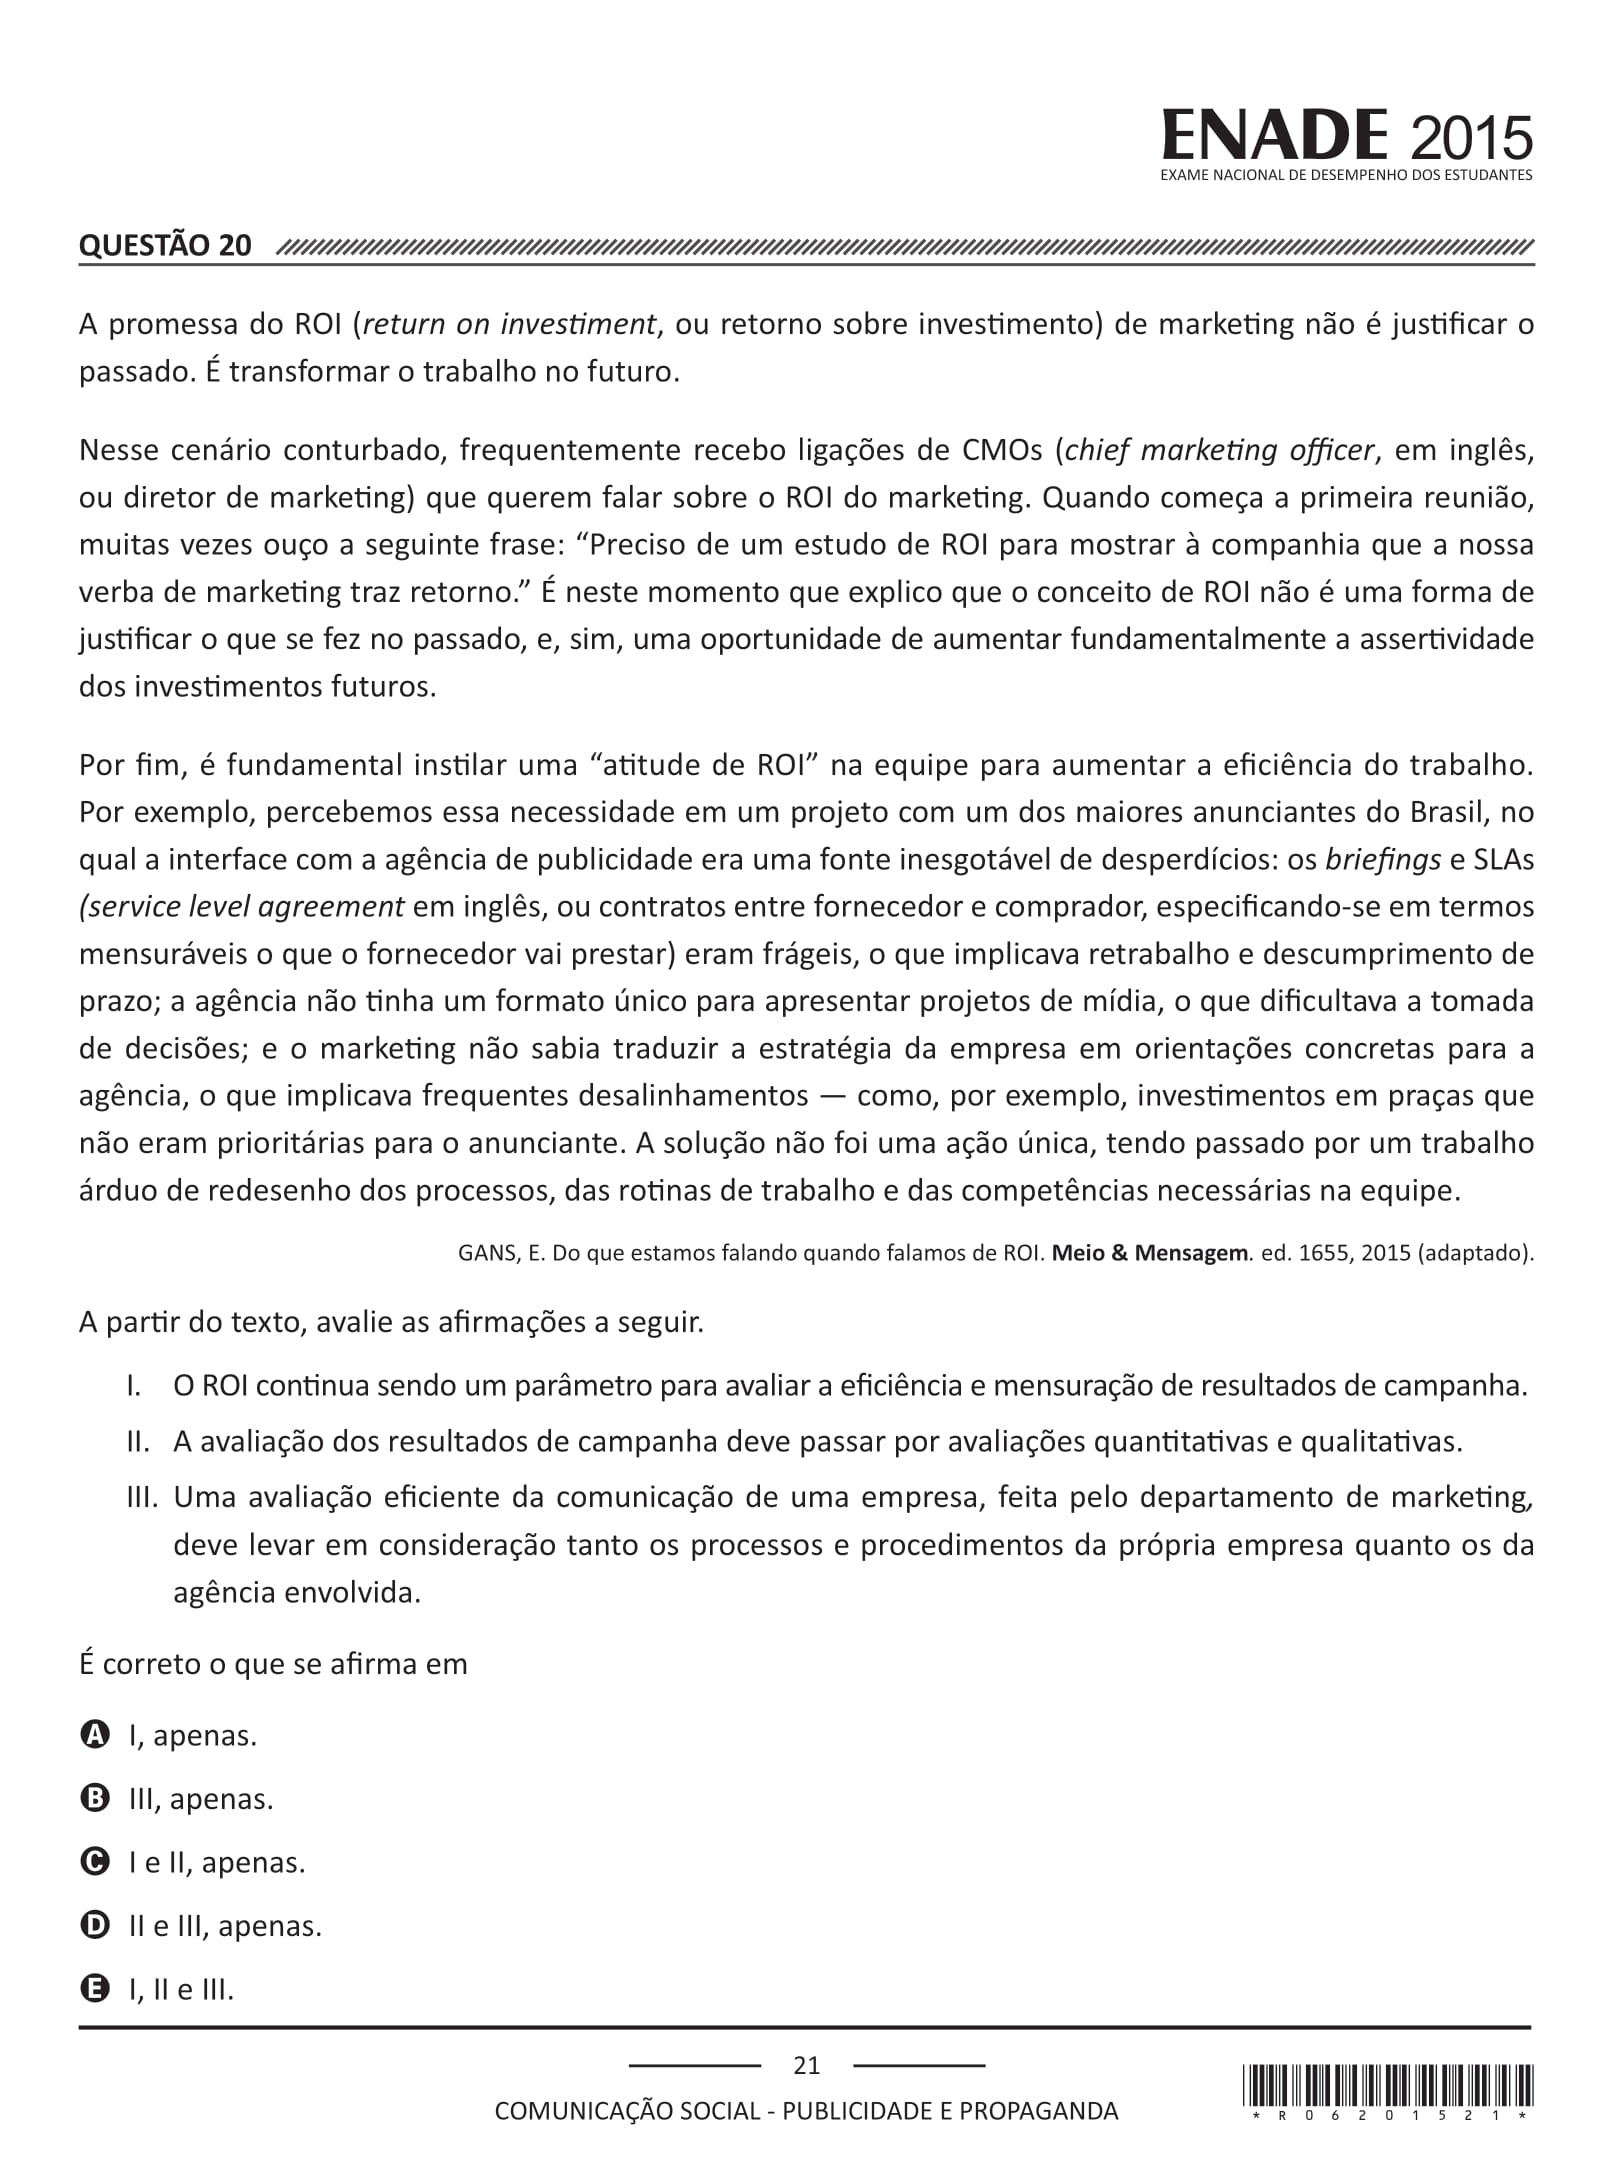 ENADE 2015
EXAME NACIONAL DE DESEMPENHO DOS ESTUDANTES
QUESTÃO 20
A promessa do ROI (return on investiment, ou retorno sobre investimento) de marketing não é justificar o
passado. É transformar o trabalho no futuro.
Nesse cenário conturbado, frequentemente recebo ligações de CMOs (chief marketing officer, em inglês,
ou diretor de marketing) que querem falar sobre o ROI do marketing. Quando começa a primeira reunião,
muitas vezes ouço a seguinte frase: “Preciso de um estudo de ROI para mostrar à companhia que a nossa
verba de marketing traz retorno.” É neste momento que explico que o conceito de ROI não é uma forma de
justificar o que se fez no passado, e, sim, uma oportunidade de aumentar fundamentalmente a assertividade
dos investimentos futuros.
Por fim, é fundamental instilar uma “atitude de ROI” na equipe para aumentar a eficiência do trabalho.
Por exemplo, percebemos essa necessidade em um projeto com um dos maiores anunciantes do Brasil, no
qual a interface com a agência de publicidade era uma fonte inesgotável de desperdícios: os briefings e SLAs
(service level agreement em inglês, ou contratos entre fornecedor e comprador, especificando-se em termos
mensuráveis o que o fornecedor vai prestar) eram frágeis, o que implicava retrabalho e descumprimento de
prazo; a agência não tinha um formato único para apresentar projetos de mídia, o que dificultava a tomada
de decisões; e o marketing não sabia traduzir a estratégia da empresa em orientações concretas para a
agência, o que implicava frequentes desalinhamentos — como, por exemplo, investimentos em praças que
não eram prioritárias para o anunciante. A solução não foi uma ação única, tendo passado por um trabalho
árduo de redesenho dos processos, das rotinas de trabalho e das competências necessárias na equipe.
GANS, E. Do que estamos falando quando falamos de ROI. Meio & Mensagem. ed. 1655, 2015 (adaptado).
A partir do texto, avalie as afirmações a seguir.
I. O ROI continua sendo um parâmetro para avaliar a eficiência e mensuração de resultados de campanha.
II. A avaliação dos resultados de campanha deve passar por avaliações quantitativas e qualitativas.
III. Uma avaliação eficiente da comunicação de uma empresa, feita pelo departamento de marketing,
deve levar em consideração tanto os processos e procedimentos da própria empresa quanto os da
agência envolvida.
É correto o que se afirma em
A I, apenas.
B III, apenas.
C I e II, apenas.
D II e III, apenas.
E I, II e III.
21
COMUNICAÇÃO SOCIAL - PUBLICIDADE E PROPAGANDA
* R 0 6 2 0 1 5 2 1 *